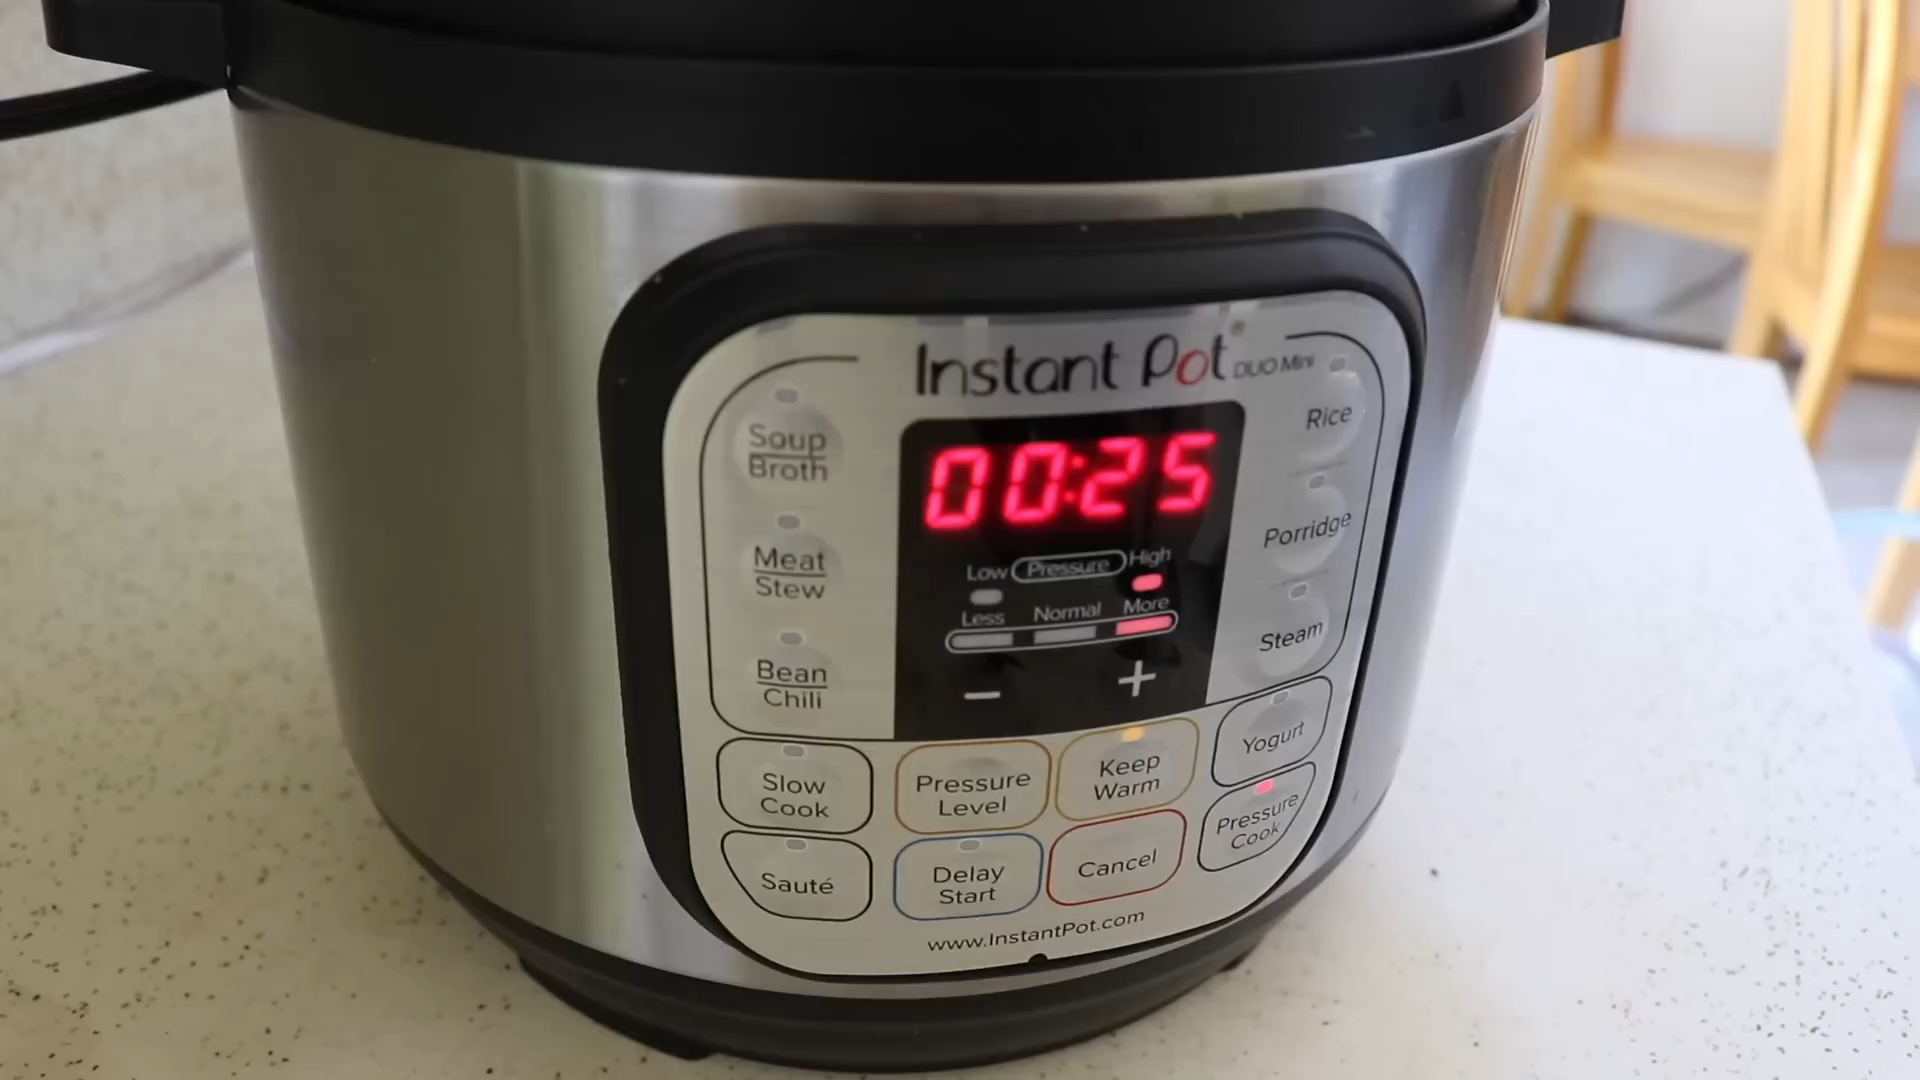 Instant Pot® DUO Mini
Soup
Broth
Meat
Stew
Bean
Chili
00:25
Low Pressure High
Less Normal More
− +
Rice
Porridge
Steam
Slow
Cook
Pressure
Level
Keep
Warm
Yogurt
Sauté
Delay
Start
Cancel
Pressure
Cook
www.InstantPot.com